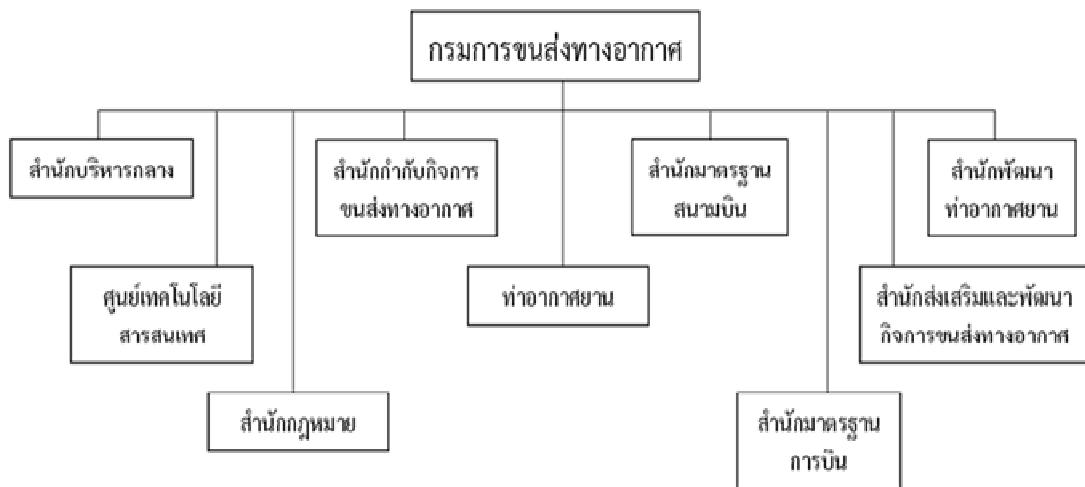 กรมการขนส่งทางอากาศ
สำนักบริหารกลาง
สำนักกำกับกิจการ
ขนส่งทางอากาศ
สำนักมาตรฐาน
สนามบิน
สำนักพัฒนา
ท่าอากาศยาน
ศูนย์เทคโนโลยี
สารสนเทศ
ท่าอากาศยาน
สำนักส่งเสริมและพัฒนา
กิจการขนส่งทางอากาศ
สำนักกฎหมาย
สำนักมาตรฐาน
การบิน